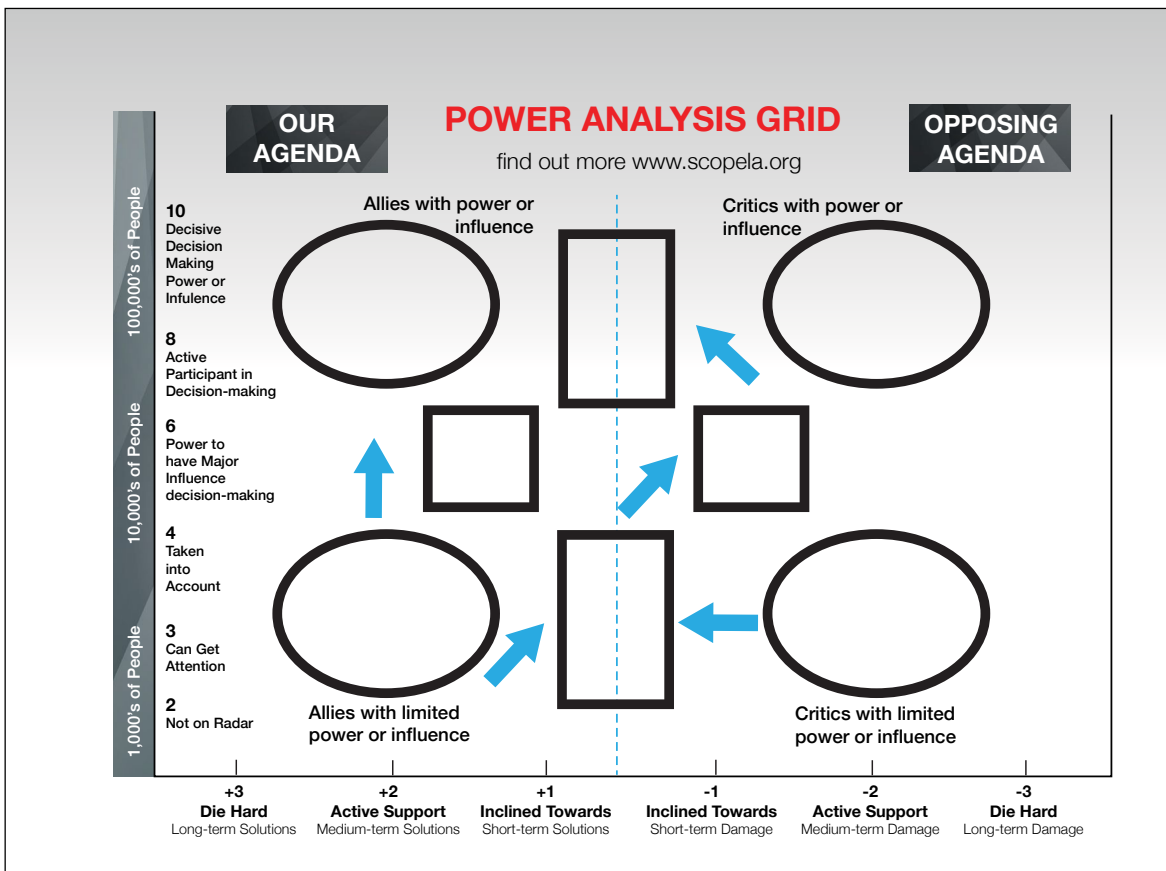 OUR
AGENDA
POWER ANALYSIS GRID
find out more www.scopela.org
OPPOSING
AGENDA
100,000's of People
10,000's of People
1,000's of People
10
Decisive
Decision
Making
Power or
Infulence
8
Active
Participant in
Decision-making
6
Power to
have Major
Influence
decision-making
4
Taken
into
Account
3
Can Get
Attention
2
Not on Radar
Allies with power or
influence
Critics with power or
influence
Allies with limited
power or influence
Critics with limited
power or influence
+3
Die Hard
Long-term Solutions
+2
Active Support
Medium-term Solutions
+1
Inclined Towards
Short-term Solutions
-1
Inclined Towards
Short-term Damage
-2
Active Support
Medium-term Damage
-3
Die Hard
Long-term Damage